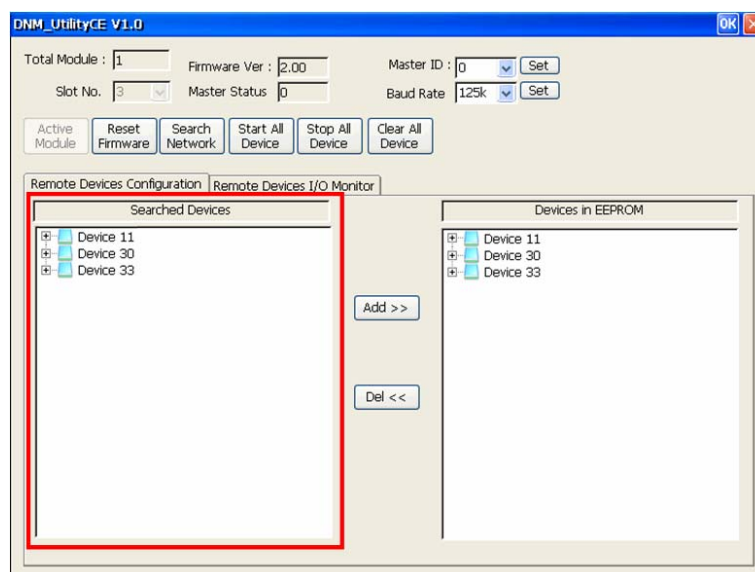 DNM_UtilityCE V1.0 OK
Total Module : 1 Firmware Ver : 2.00 Master ID : 0 Set
Slot No. 3 Master Status 0 Baud Rate 125k Set
Active Module Reset Firmware Search Network Start All Device Stop All Device Clear All Device
Remote Devices Configuration Remote Devices I/O Monitor
Searched Devices
Device 11
Device 30
Device 33
Add >>
Del <<
Devices in EEPROM
Device 11
Device 30
Device 33